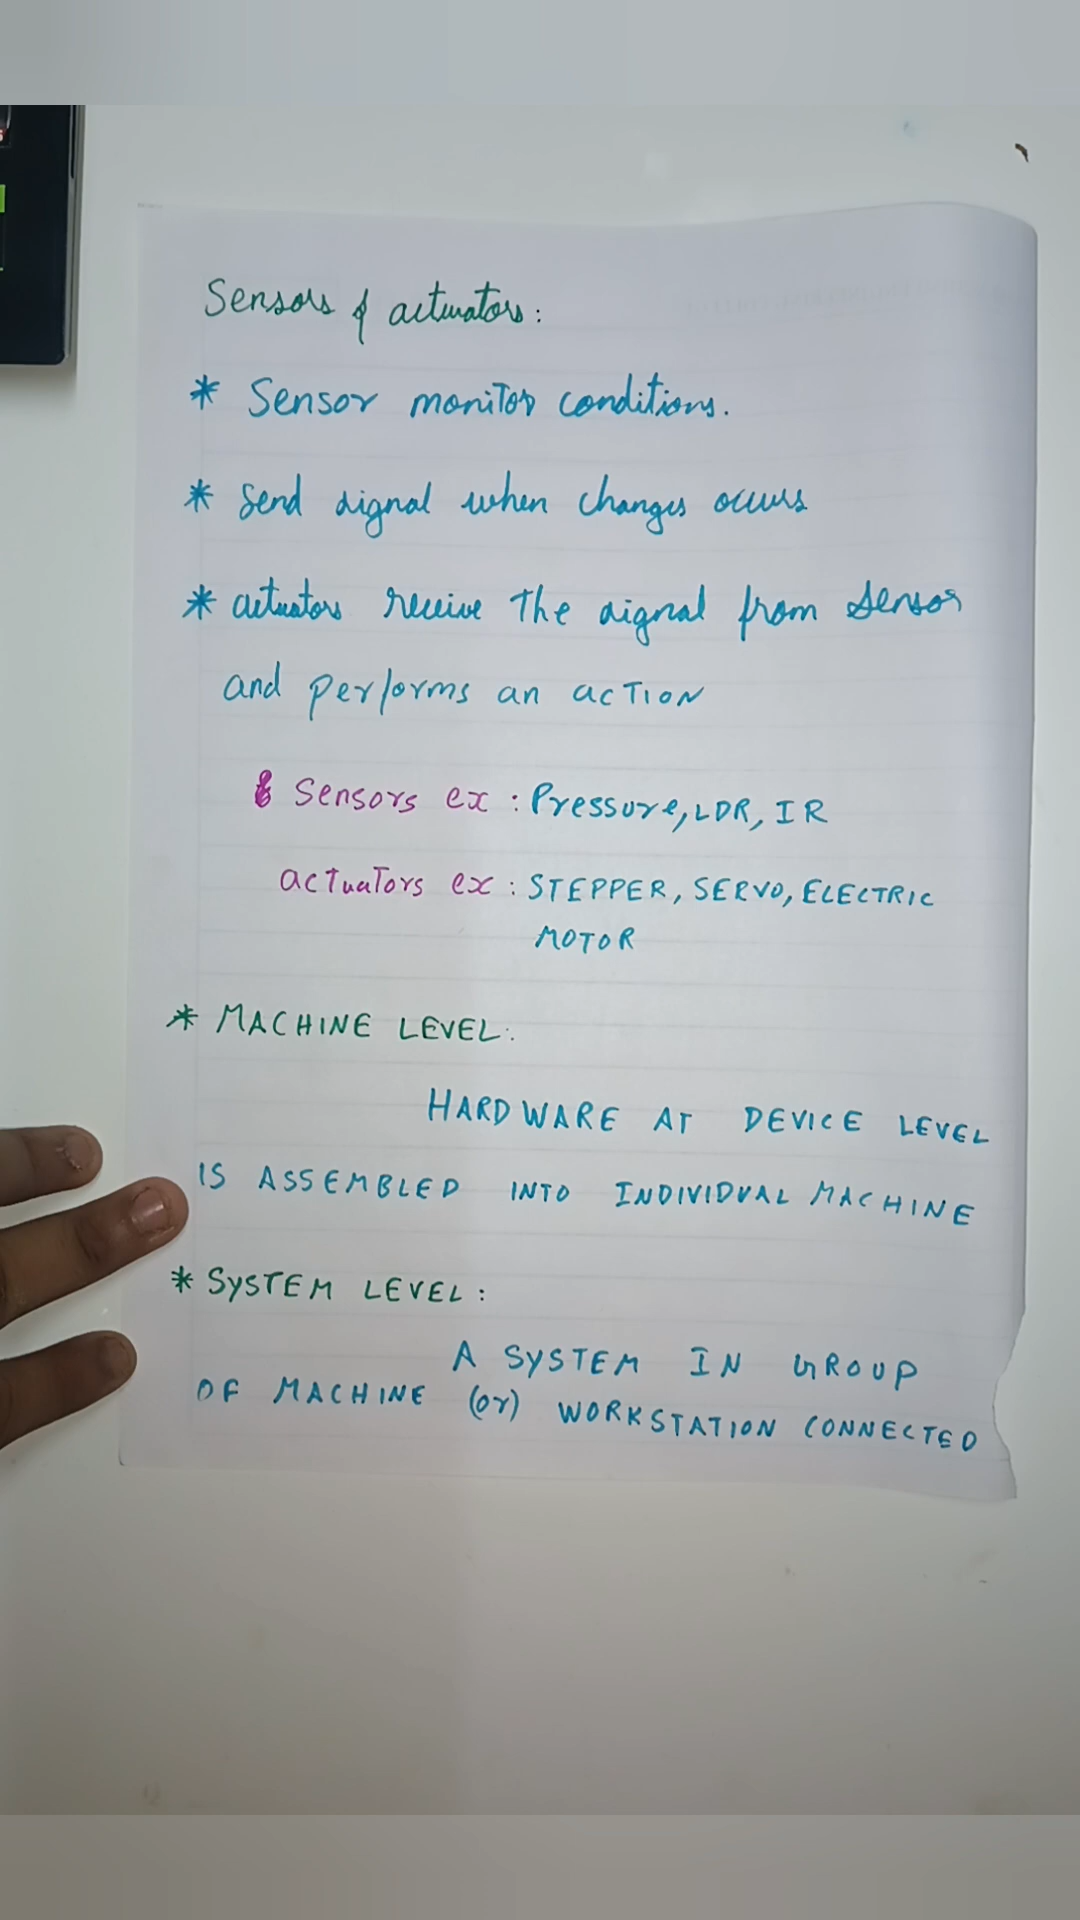 Sensors & actuators:
* Sensor monitor conditions.
* Send signal when changes occurs
* actuators receive The signal from sensor
and performs an acTION
Sensors ex : Pressure, LDR, IR
acTuaTors ex : STEPPER, SERVO, ELECTRIC
MOTOR
* MACHINE LEVEL:
HARDWARE AT DEVICE LEVEL
IS ASSEMBLED INTO INDIVIDUAL MACHINE
* SYSTEM LEVEL:
A SYSTEM IN GROUP
OF MACHINE (or) WORKSTATION CONNECTED